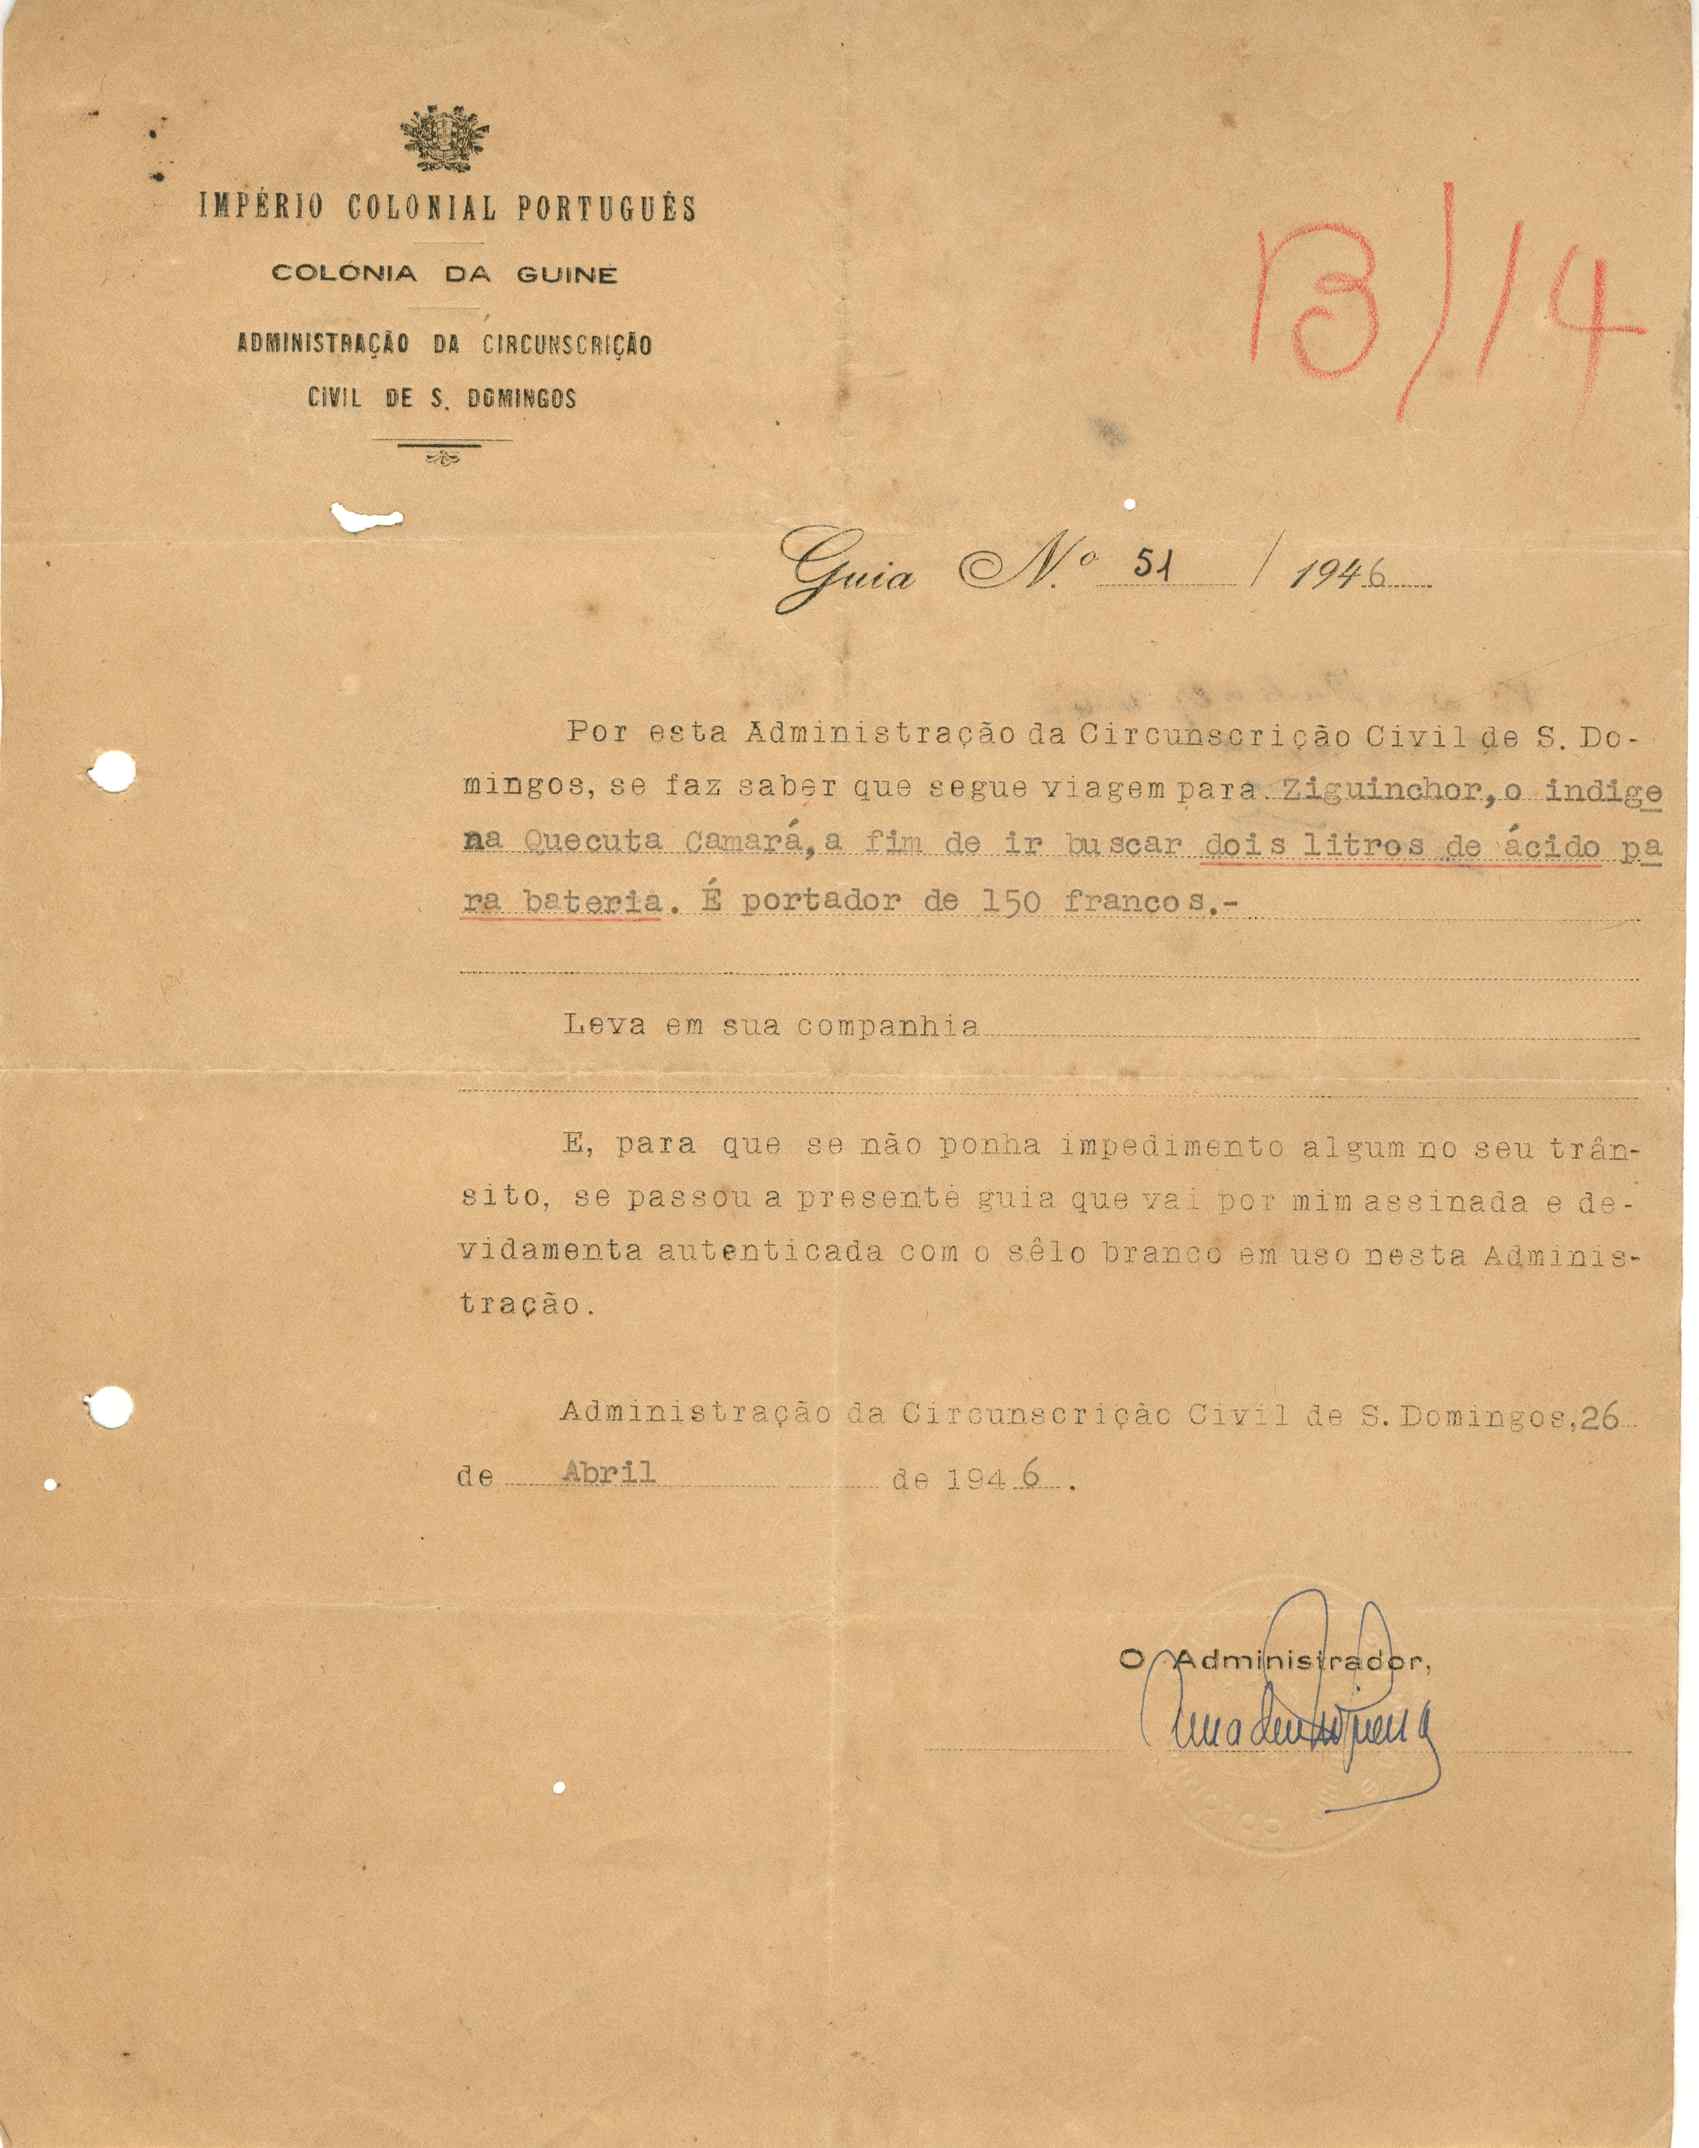 IMPÉRIO COLONIAL PORTUGUÊS
COLÓNIA DA GUINÉ
ADMINISTRAÇÃO DA CIRCUNSCRIÇÃO
CIVIL DE S. DOMINGOS
B/14
Guia N.º 51 / 1946
Por esta Administração da Circunscrição Civil de S. Do-
mingos, se faz saber que segue viagem para Ziguinchor, o indige
na Quecuta Camará, a fim de ir buscar dois litros de ácido pa
ra bateria. É portador de 150 francos.-
Leva em sua companhia
E, para que se não ponha impedimento algum no seu trân-
sito, se passou a presente guia que vai por mim assinada e de-
vidamenta autenticada com o sêlo branco em uso nesta Adminis-
tração.
Administração da Circunscrição Civil de S. Domingos, 26
de Abril de 1946.
O Administrador,